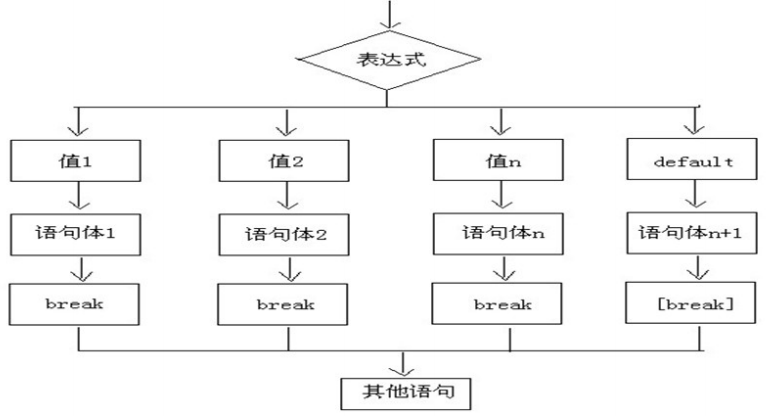 表达式
值1 值2 值n default
语句体1 语句体2 语句体n 语句体n+1
break break break [break]
其他语句